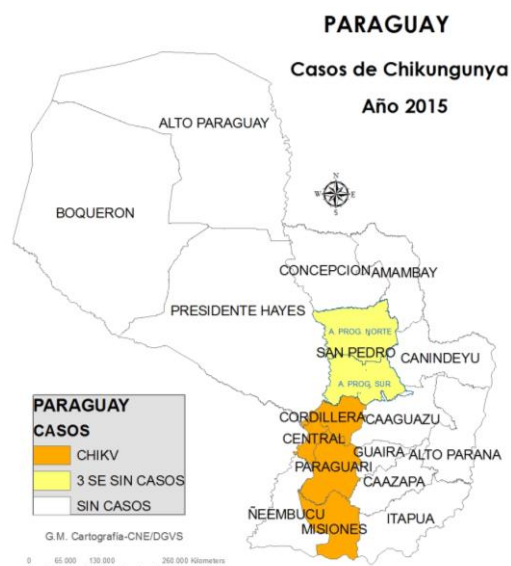 PARAGUAY
Casos de Chikungunya
Año 2015
ALTO PARAGUAY
N
W E
S
BOQUERON
CONCEPCION
AMAMBAY
PRESIDENTE HAYES
A. PROG. NORTE
SAN PEDRO
CANINDEYU
A. PROG. SUR
CORDILLERA
CAAGUAZU
CENTRAL
GUAIRA
ALTO PARANA
PARAGUARI
CAAZAPA
ÑEEMBUCU
MISIONES
ITAPUA
PARAGUAY
CASOS
CHIKV
3 SE SIN CASOS
SIN CASOS
G.M. Cartografía-CNE/DGVS
0 65.000 130.000 260.000 Kilometers